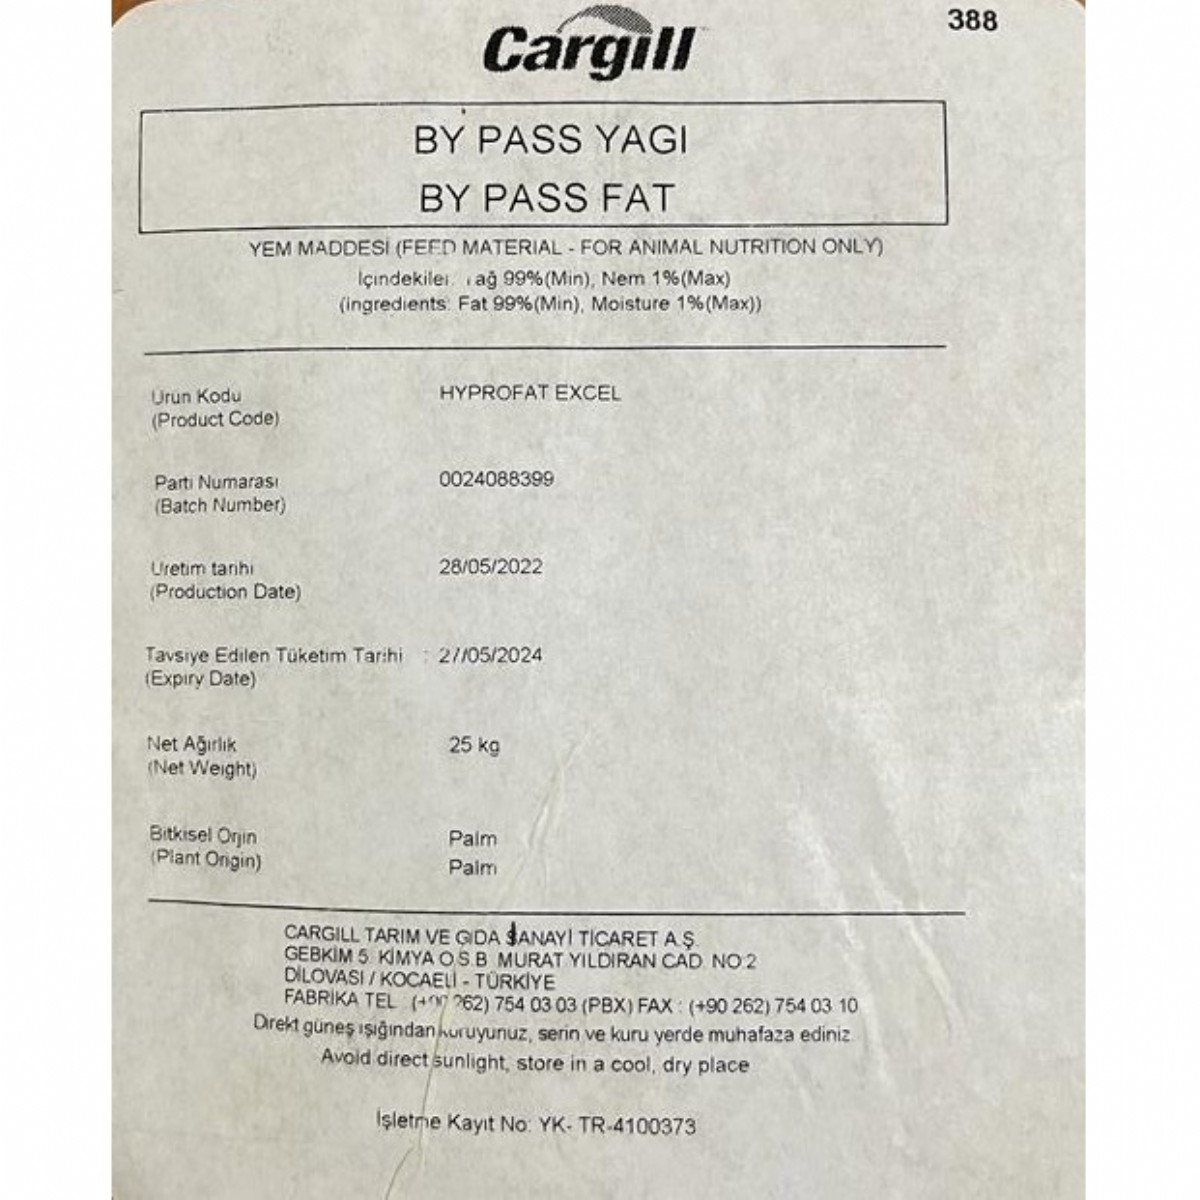 388
Cargill
BY PASS YAGI
BY PASS FAT
YEM MADDESİ (FEED MATERIAL - FOR ANIMAL NUTRITION ONLY)
99%(Min), Nem 1%(Max)
(ingredients: Fat 99%(Min), Moisture 1%(Max))
Ürün Kodu HYPROFAT EXCEL
(Product Code)
Parti Numarası 0024088399
(Batch Number)
Üretim tarihi 28/05/2022
(Production Date)
Tavsiye Edilen Tüketim Tarihi : 27/05/2024
(Expiry Date)
Net Ağırlık 25 kg
(Net Weight)
Bitkisel Orjin Palm
(Plant Origin) Palm
CARGILL TARIM VE GIDA SANAYİ TİCARET A.Ş.
GEBKİM 5. KİMYA O.S.B. MURAT YILDIRAN CAD. NO:2
DİLOVASI / KOCAELİ - TÜRKİYE
FABRİKA TEL : (+90 262) 754 03 03 (PBX) FAX : (+90 262) 754 03 10
Direkt güneş ışığından koruyunuz, serin ve kuru yerde muhafaza ediniz.
Avoid direct sunlight, store in a cool, dry place
İşletme Kayıt No: YK- TR-4100373